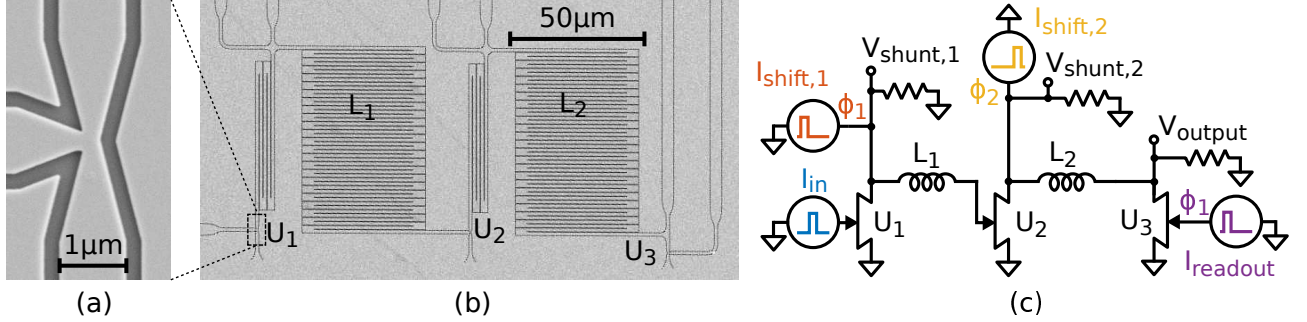 1μm
(a)
50μm
L1
L2
U1
U2
U3
(b)
Ishift,2
Vshunt,1
Vshunt,2
Ishift,1
ϕ1
ϕ2
Voutput
L1
L2
Iin
U1
U2
U3
ϕ1
Ireadout
(c)